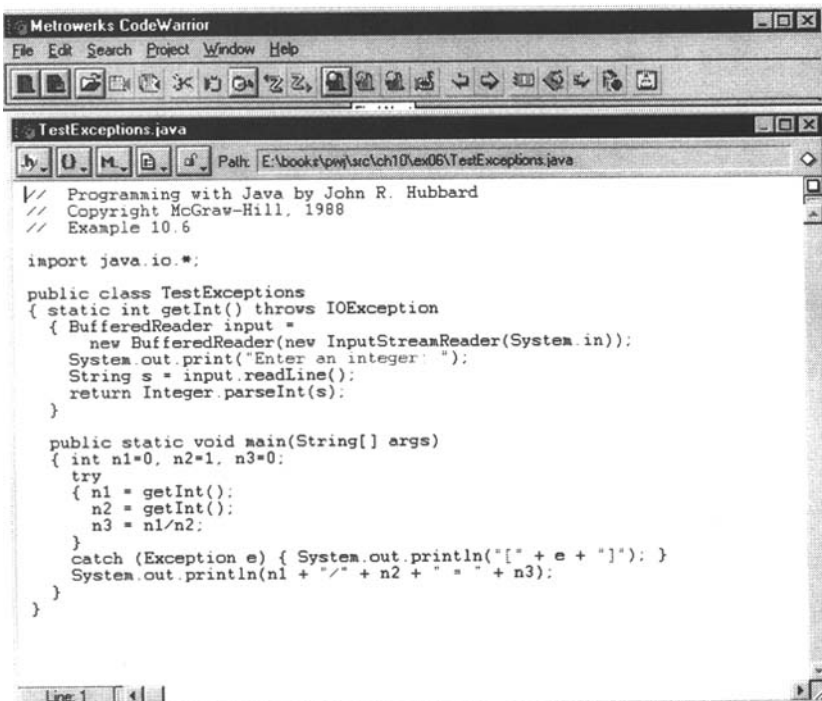 Metrowerks CodeWarrior
File Edit Search Project Window Help
TestExceptions.java
Path: E:\books\pwj\src\ch10\ex06\TestExceptions.java
//  Programming with Java by John R. Hubbard
//  Copyright McGraw-Hill, 1988
//  Example 10.6
import java.io.*;
public class TestExceptions
{ static int getInt() throws IOException
  { BufferedReader input =
      new BufferedReader(new InputStreamReader(System.in));
    System.out.print("Enter an integer: ");
    String s = input.readLine();
    return Integer.parseInt(s);
  }
  public static void main(String[] args)
  { int n1=0, n2=1, n3=0;
    try
    { n1 = getInt();
      n2 = getInt();
      n3 = n1/n2;
    }
    catch (Exception e) { System.out.println("[" + e + "]"); }
    System.out.println(n1 + "/" + n2 + " = " + n3);
  }
}
Line: 1